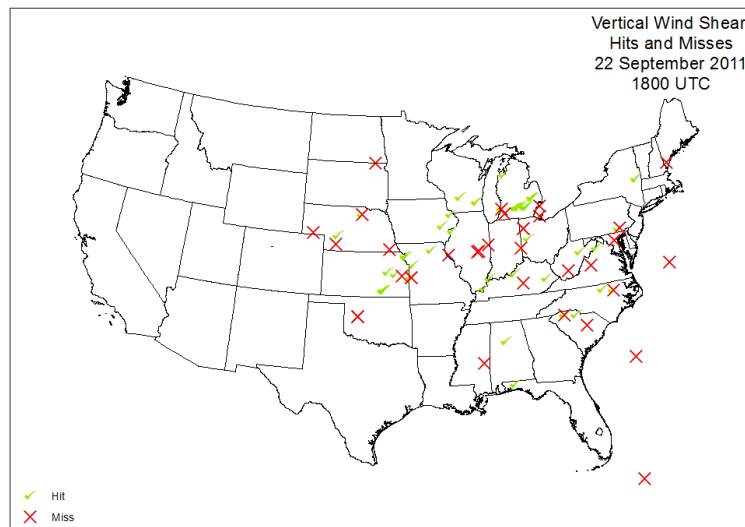 Vertical Wind Shear
Hits and Misses
22 September 2011
1800 UTC
Hit
Miss